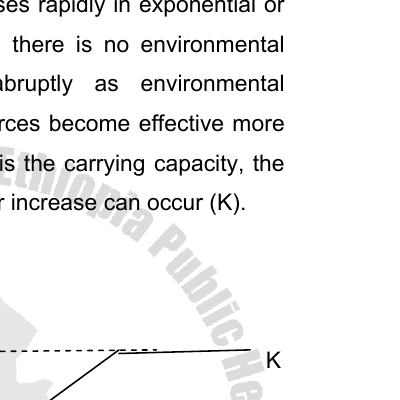 ses rapidly in exponential or
there is no environmental
abruptly as environmental
rces become effective more
is the carrying capacity, the
r increase can occur (K).
Ethiopia Public He
K